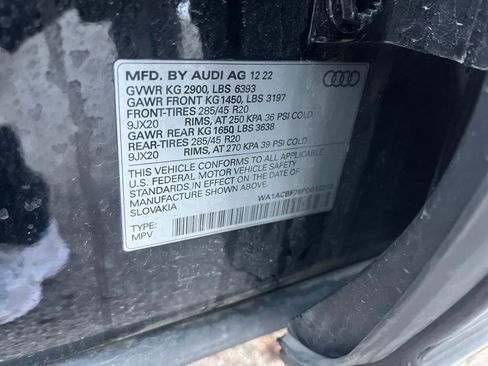 MFD. BY AUDI AG 12 22
GVWR KG 2900, LBS 6393
GAWR FRONT KG 1450, LBS 3197
FRONT-TIRES 285/45 R20
9JX20 RIMS, AT 250 KPA 36 PSI COLD
GAWR REAR KG 1650, LBS 3638
REAR-TIRES 285/45 R20
9JX20 RIMS, AT 270 KPA 39 PSI COLD
THIS VEHICLE CONFORMS TO ALL APPLICABLE
U.S. FEDERAL MOTOR VEHICLE SAFETY
STANDARDS IN EFFECT ON THE DATE OF
MANUFACTURE SHOWN ABOVE.
SLOVAKIA
TYPE:
MPV